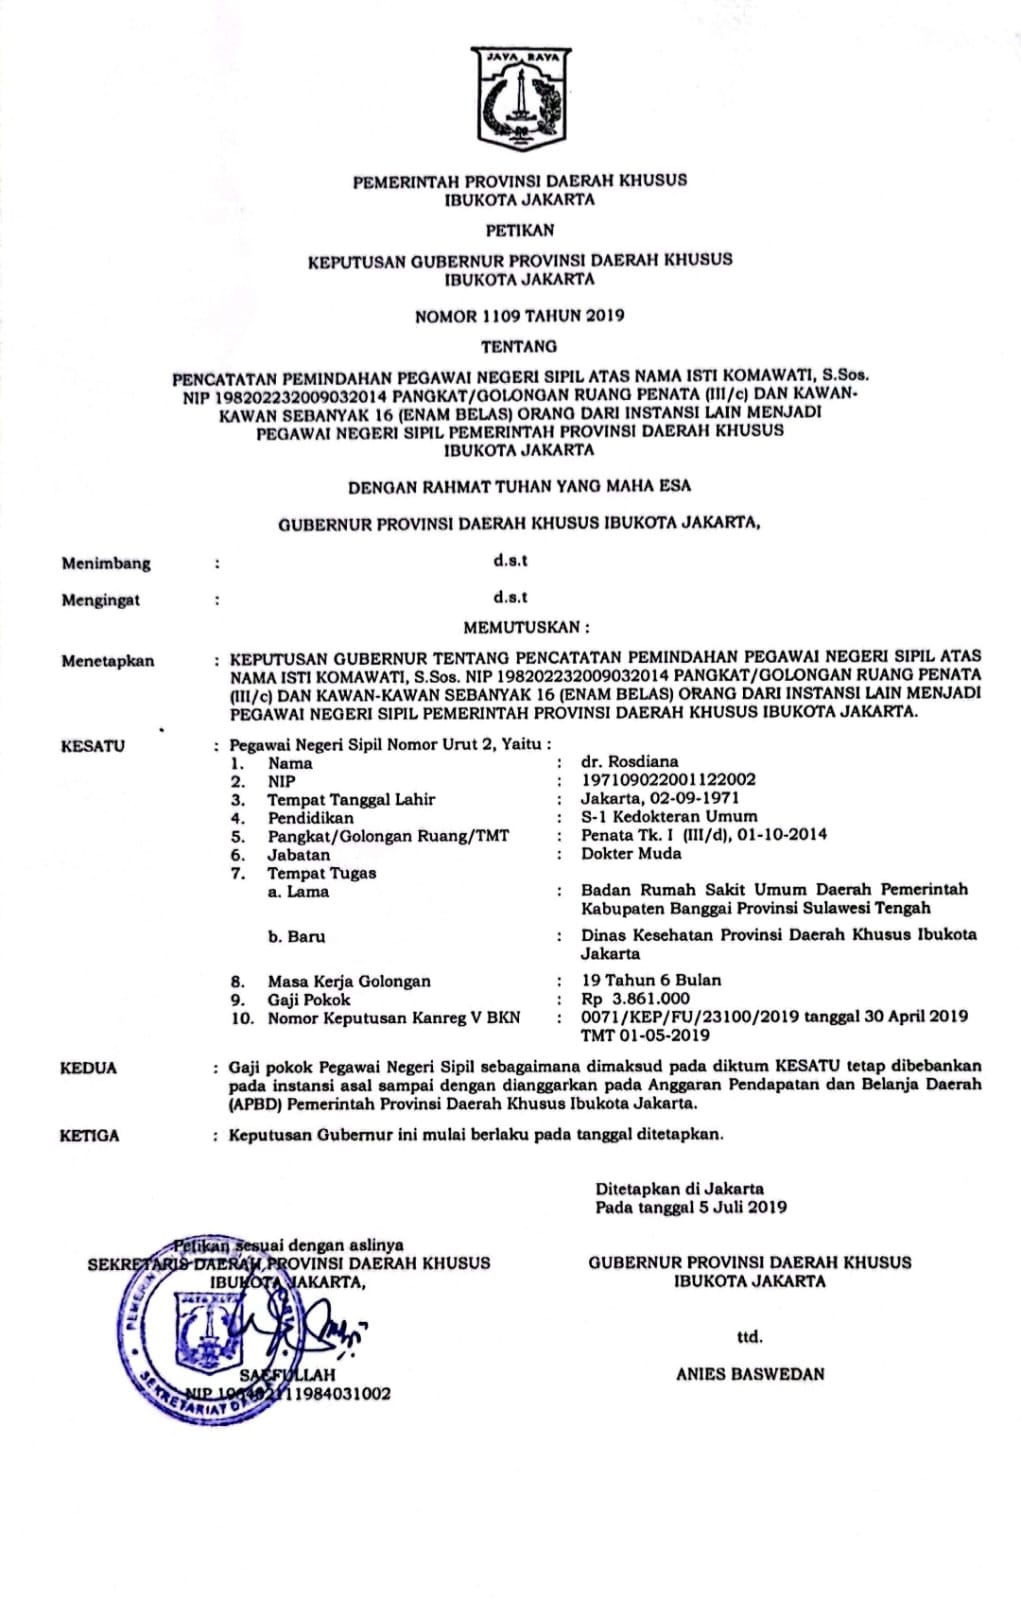 JAYA RAYA
PEMERINTAH PROVINSI DAERAH KHUSUS
IBUKOTA JAKARTA
PETIKAN
KEPUTUSAN GUBERNUR PROVINSI DAERAH KHUSUS
IBUKOTA JAKARTA
NOMOR 1109 TAHUN 2019
TENTANG
PENCATATAN PEMINDAHAN PEGAWAI NEGERI SIPIL ATAS NAMA ISTI KOMAWATI, S.Sos.
NIP 198202232009032014 PANGKAT/GOLONGAN RUANG PENATA (III/c) DAN KAWAN-
KAWAN SEBANYAK 16 (ENAM BELAS) ORANG DARI INSTANSI LAIN MENJADI
PEGAWAI NEGERI SIPIL PEMERINTAH PROVINSI DAERAH KHUSUS
IBUKOTA JAKARTA
DENGAN RAHMAT TUHAN YANG MAHA ESA
GUBERNUR PROVINSI DAERAH KHUSUS IBUKOTA JAKARTA,
Menimbang : d.s.t
Mengingat : d.s.t
MEMUTUSKAN :
Menetapkan : KEPUTUSAN GUBERNUR TENTANG PENCATATAN PEMINDAHAN PEGAWAI NEGERI SIPIL ATAS
NAMA ISTI KOMAWATI, S.Sos. NIP 198202232009032014 PANGKAT/GOLONGAN RUANG PENATA
(III/c) DAN KAWAN-KAWAN SEBANYAK 16 (ENAM BELAS) ORANG DARI INSTANSI LAIN MENJADI
PEGAWAI NEGERI SIPIL PEMERINTAH PROVINSI DAERAH KHUSUS IBUKOTA JAKARTA.
KESATU : Pegawai Negeri Sipil Nomor Urut 2, Yaitu :
1. Nama : dr. Rosdiana
2. NIP : 197109022001122002
3. Tempat Tanggal Lahir : Jakarta, 02-09-1971
4. Pendidikan : S-1 Kedokteran Umum
5. Pangkat/Golongan Ruang/TMT : Penata Tk. I (III/d), 01-10-2014
6. Jabatan : Dokter Muda
7. Tempat Tugas
a. Lama : Badan Rumah Sakit Umum Daerah Pemerintah
Kabupaten Banggai Provinsi Sulawesi Tengah
b. Baru : Dinas Kesehatan Provinsi Daerah Khusus Ibukota
Jakarta
8. Masa Kerja Golongan : 19 Tahun 6 Bulan
9. Gaji Pokok : Rp 3.861.000
10. Nomor Keputusan Kanreg V BKN : 0071/KEP/FU/23100/2019 tanggal 30 April 2019
TMT 01-05-2019
KEDUA : Gaji pokok Pegawai Negeri Sipil sebagaimana dimaksud pada diktum KESATU tetap dibebankan
pada instansi asal sampai dengan dianggarkan pada Anggaran Pendapatan dan Belanja Daerah
(APBD) Pemerintah Provinsi Daerah Khusus Ibukota Jakarta.
KETIGA : Keputusan Gubernur ini mulai berlaku pada tanggal ditetapkan.
Ditetapkan di Jakarta
Pada tanggal 5 Juli 2019
Petikan sesuai dengan aslinya
SEKRETARIS DAERAH PROVINSI DAERAH KHUSUS
IBUKOTA JAKARTA,
JAYA RAYA
SAEFULLAH
NIP
GUBERNUR PROVINSI DAERAH KHUSUS
IBUKOTA JAKARTA
ttd.
ANIES BASWEDAN